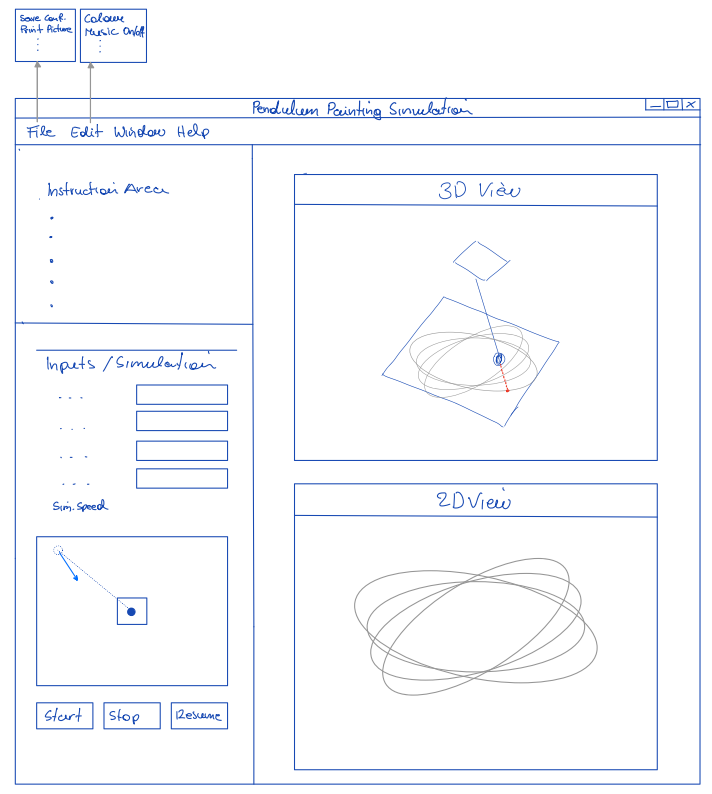 Save Conf.
Print Picture
Colour
Music On/Off
Pendulum Painting Simulation
File Edit Window Help
Instruction Area
3D View
Inputs / Simulation
Sim. Speed
2D View
Start Stop Resume